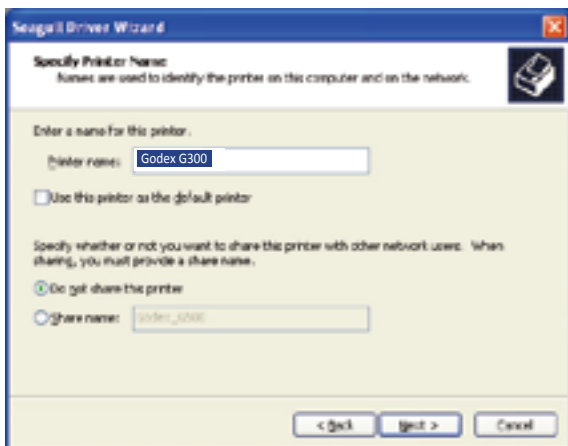 Seagull Driver Wizard
Specify Printer Name
Names are used to identify the printer on this computer and on the network.
Enter a name for this printer.
Printer name: Godex G300
Use this printer as the default printer
Specify whether or not you want to share this printer with other network users. When
sharing, you must provide a share name.
Do not share this printer
Share name: Godex_G500
< Back Next > Cancel